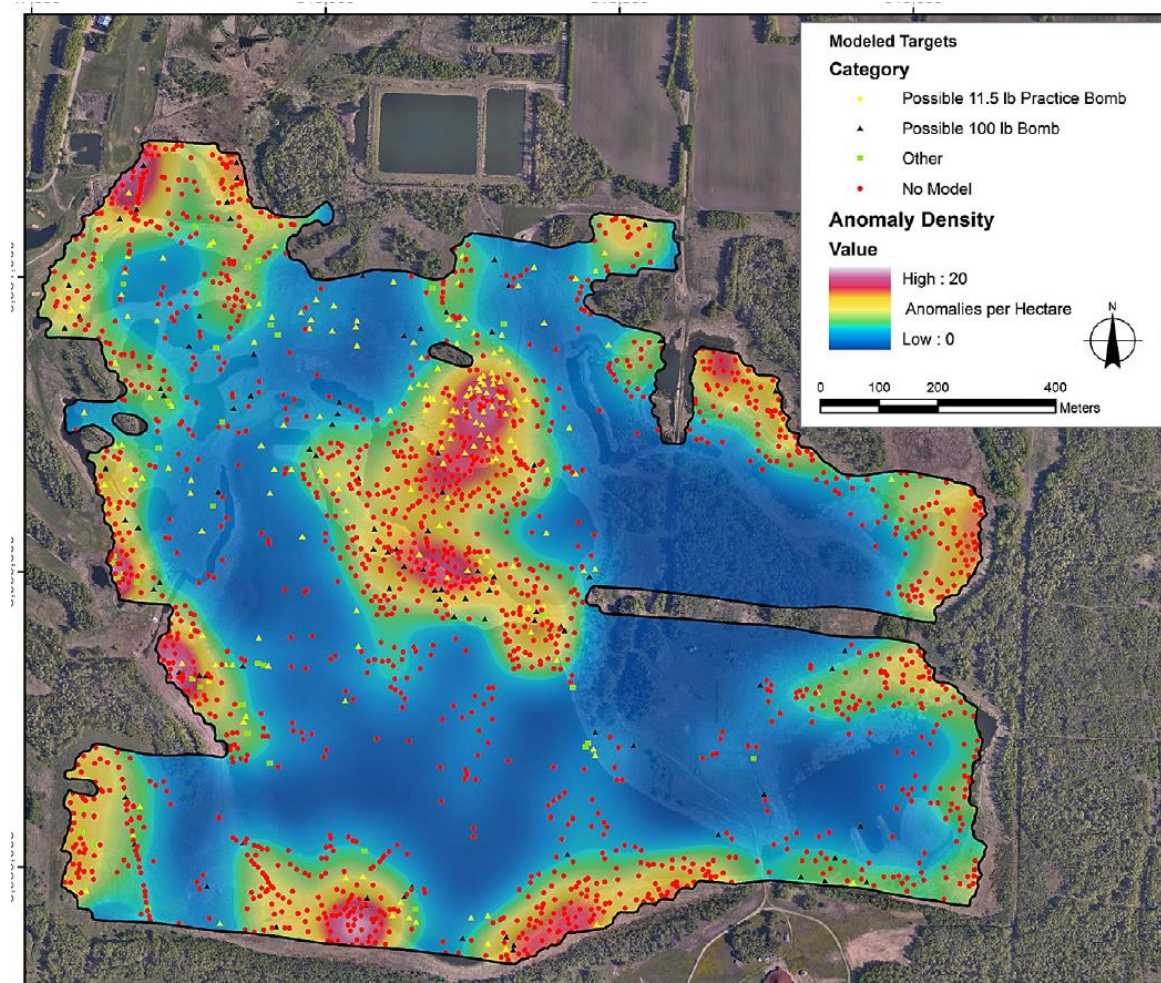 Modeled Targets
Category
Possible 11.5 lb Practice Bomb
Possible 100 lb Bomb
Other
No Model
Anomaly Density
Value
High : 20
Anomalies per Hectare
Low : 0
N
0 100 200 400
Meters